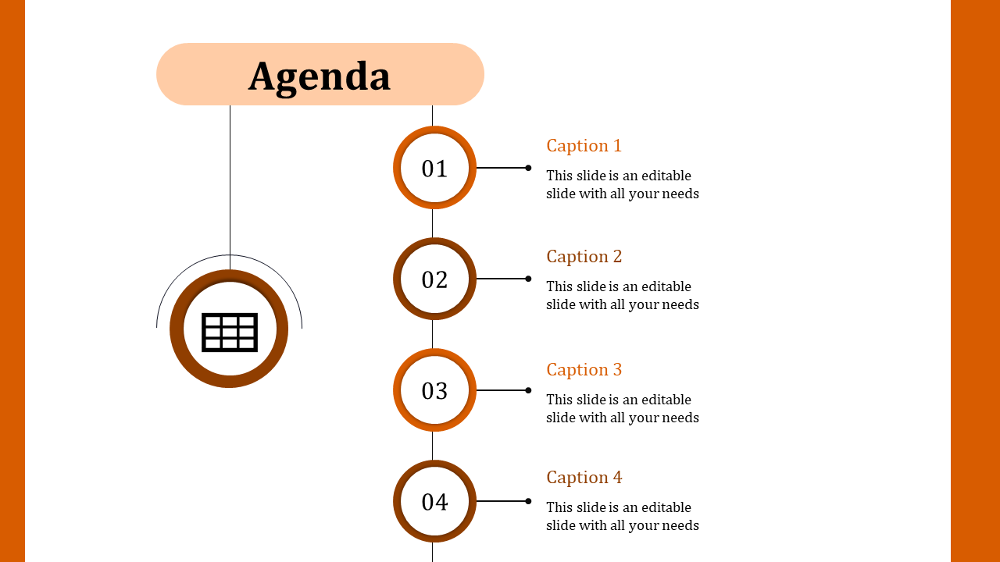 Agenda
01
Caption 1
This slide is an editable
slide with all your needs
02
Caption 2
This slide is an editable
slide with all your needs
03
Caption 3
This slide is an editable
slide with all your needs
04
Caption 4
This slide is an editable
slide with all your needs